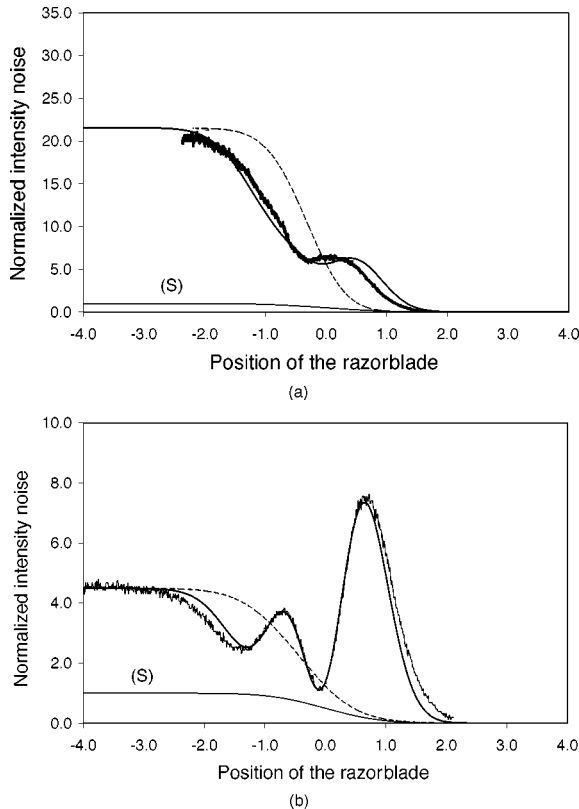 35.0
30.0
25.0
20.0
15.0
10.0
5.0
0.0
Normalized intensity noise
(S)
-4.0 -3.0 -2.0 -1.0 0.0 1.0 2.0 3.0 4.0
Position of the razorblade
(a)
10.0
8.0
6.0
4.0
2.0
0.0
Normalized intensity noise
(S)
-4.0 -3.0 -2.0 -1.0 0.0 1.0 2.0 3.0 4.0
Position of the razorblade
(b)